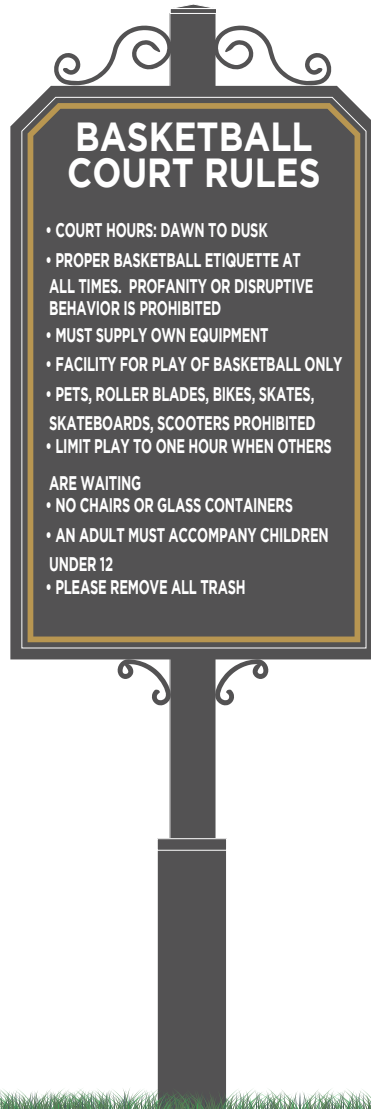 BASKETBALL
COURT RULES
• COURT HOURS: DAWN TO DUSK
• PROPER BASKETBALL ETIQUETTE AT
ALL TIMES.  PROFANITY OR DISRUPTIVE
BEHAVIOR IS PROHIBITED
• MUST SUPPLY OWN EQUIPMENT
• FACILITY FOR PLAY OF BASKETBALL ONLY
• PETS, ROLLER BLADES, BIKES, SKATES,
SKATEBOARDS, SCOOTERS PROHIBITED
• LIMIT PLAY TO ONE HOUR WHEN OTHERS
ARE WAITING
• NO CHAIRS OR GLASS CONTAINERS
• AN ADULT MUST ACCOMPANY CHILDREN
UNDER 12
• PLEASE REMOVE ALL TRASH